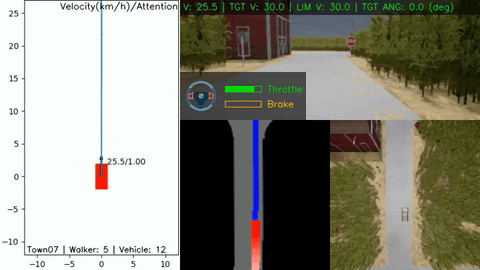 Velocity(km/h)/Attention
25
20
15
10
5
0
−5
−10
25.5/1.00
Town07 | Walker: 5 | Vehicle: 12
−10 −5 0 5 10
V: 25.5 | TGT V: 30.0 | LIM V: 30.0 | TGT ANG: 0.0 (deg)
Throttle
Brake